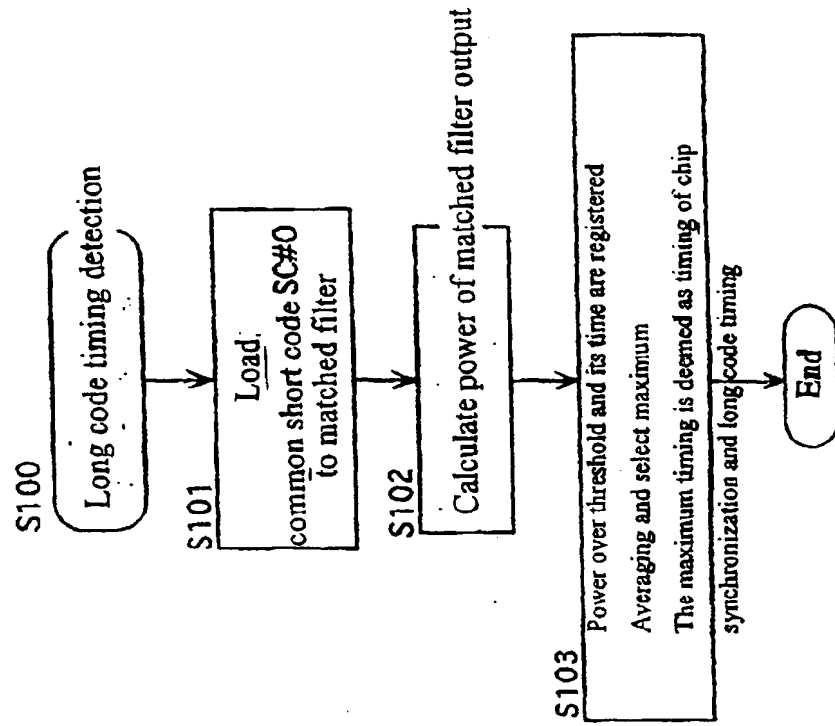 S100
Long code timing detection
S101
Load
common short code SC#0
to matched filter
S102
Calculate power of matched filter output
S103
Power over threshold and its time are registered
Averaging and select maximum
The maximum timing is deemed as timing of chip
synchronization and long code timing
End